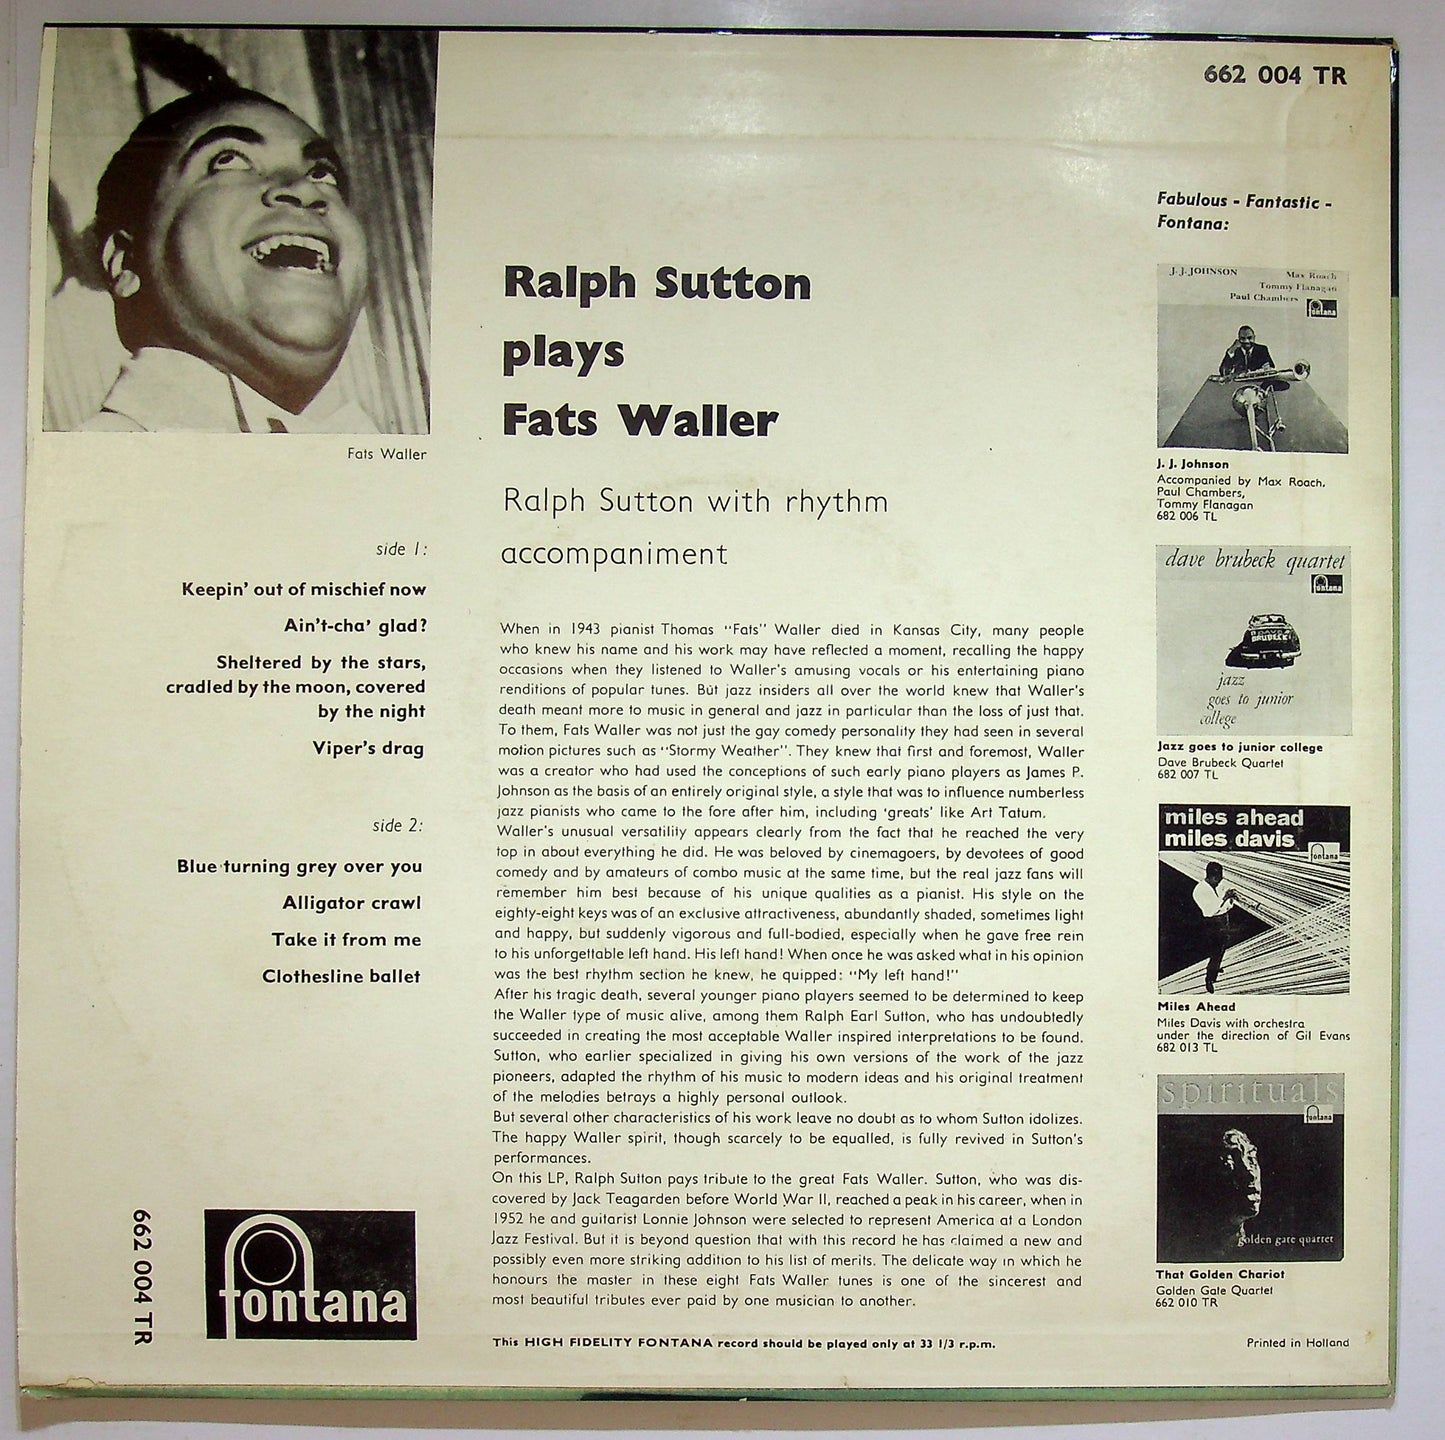 662 004 TR
Fats Waller
side 1:
Keepin' out of mischief now
Ain't-cha' glad?
Sheltered by the stars,
cradled by the moon, covered
by the night
Viper's drag
side 2:
Blue turning grey over you
Alligator crawl
Take it from me
Clothesline ballet
662 004 TR
fontana
Ralph Sutton
plays
Fats Waller
Ralph Sutton with rhythm
accompaniment
When in 1943 pianist Thomas "Fats" Waller died in Kansas City, many people
who knew his name and his work may have reflected a moment, recalling the happy
occasions when they listened to Waller's amusing vocals or his entertaining piano
renditions of popular tunes. But jazz insiders all over the world knew that Waller's
death meant more to music in general and jazz in particular than the loss of just that.
To them, Fats Waller was not just the gay comedy personality they had seen in several
motion pictures such as "Stormy Weather". They knew that first and foremost, Waller
was a creator who had used the conceptions of such early piano players as James P.
Johnson as the basis of an entirely original style, a style that was to influence numberless
jazz pianists who came to the fore after him, including 'greats' like Art Tatum.
Waller's unusual versatility appears clearly from the fact that he reached the very
top in about everything he did. He was beloved by cinemagoers, by devotees of good
comedy and by amateurs of combo music at the same time, but the real jazz fans will
remember him best because of his unique qualities as a pianist. His style on the
eighty-eight keys was of an exclusive attractiveness, abundantly shaded, sometimes light
and happy, but suddenly vigorous and full-bodied, especially when he gave free rein
to his unforgettable left hand. His left hand! When once he was asked what in his opinion
was the best rhythm section he knew, he quipped: "My left hand!"
After his tragic death, several younger piano players seemed to be determined to keep
the Waller type of music alive, among them Ralph Earl Sutton, who has undoubtedly
succeeded in creating the most acceptable Waller inspired interpretations to be found.
Sutton, who earlier specialized in giving his own versions of the work of the jazz
pioneers, adapted the rhythm of his music to modern ideas and his original treatment
of the melodies betrays a highly personal outlook.
But several other characteristics of his work leave no doubt as to whom Sutton idolizes.
The happy Waller spirit, though scarcely to be equalled, is fully revived in Sutton's
performances.
On this LP, Ralph Sutton pays tribute to the great Fats Waller. Sutton, who was dis-
covered by Jack Teagarden before World War II, reached a peak in his career, when in
1952 he and guitarist Lonnie Johnson were selected to represent America at a London
Jazz Festival. But it is beyond question that with this record he has claimed a new and
possibly even more striking addition to his list of merits. The delicate way in which he
honours the master in these eight Fats Waller tunes is one of the sincerest and
most beautiful tributes ever paid by one musician to another.
This HIGH FIDELITY FONTANA record should be played only at 33 1/3 r.p.m.
Fabulous - Fantastic -
Fontana:
J. J. JOHNSON
Max Roach
Tommy Flanagan
Paul Chambers
fontana
J. J. Johnson
Accompanied by Max Roach,
Paul Chambers,
Tommy Flanagan
682 006 TL
dave brubeck quartet
fontana
DAVE
BRUBECK
jazz
goes to junior
college
Jazz goes to junior college
Dave Brubeck Quartet
682 007 TL
miles ahead
miles davis
fontana
Miles Ahead
Miles Davis with orchestra
under the direction of Gil Evans
682 013 TL
spirituals
fontana
golden gate quartet
That Golden Chariot
Golden Gate Quartet
662 010 TR
Printed in Holland